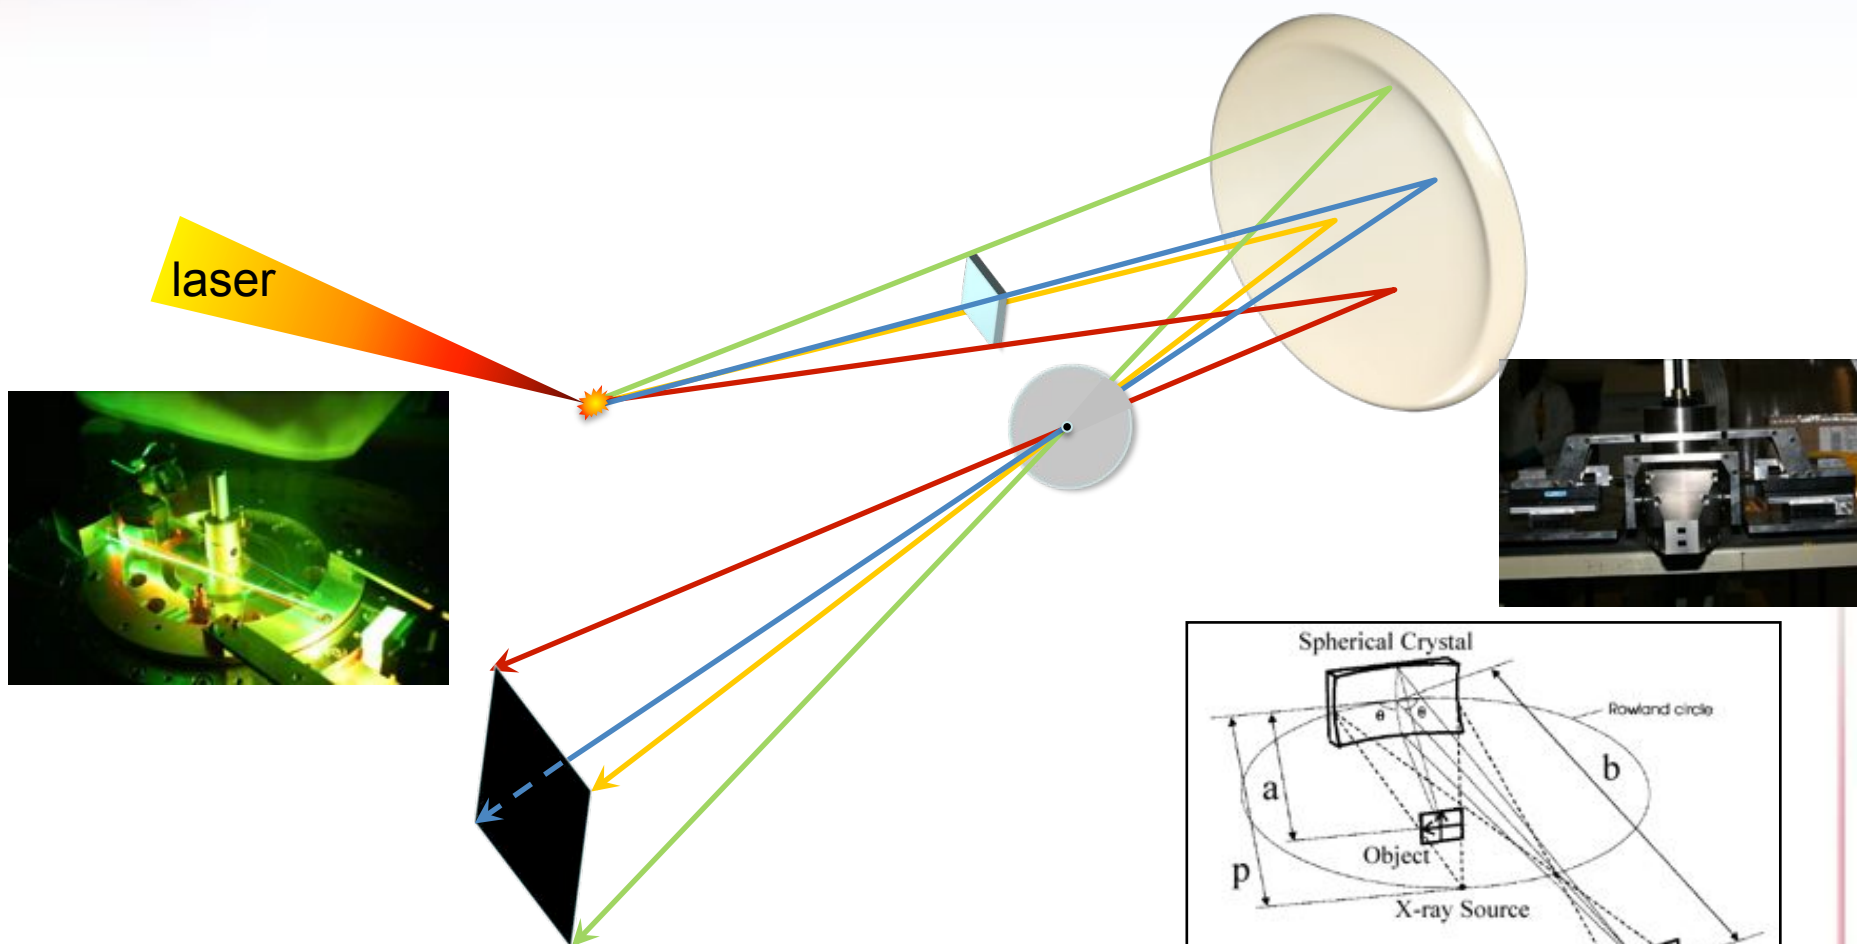 laser
Spherical Crystal
Rowland circle
θ θ
b
a
Object
p
X-ray Source